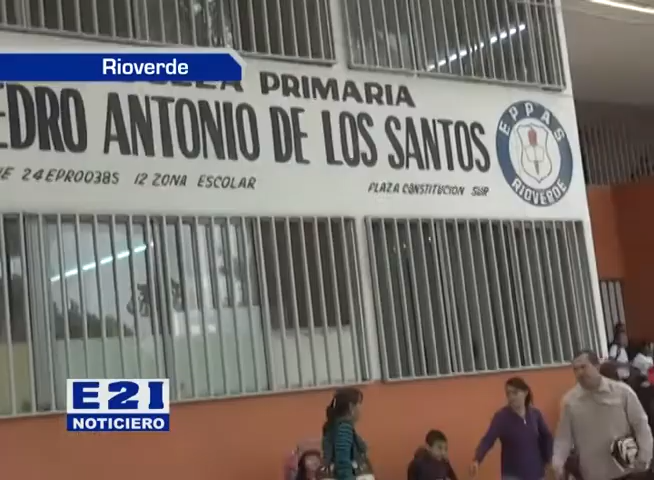 Rioverde
PRIMARIA
EDRO ANTONIO DE LOS SANTOS
24EPR0038S 12 ZONA ESCOLAR PLAZA CONSTITUCION SUR
EPPAS
RIOVERDE
E21
NOTICIERO